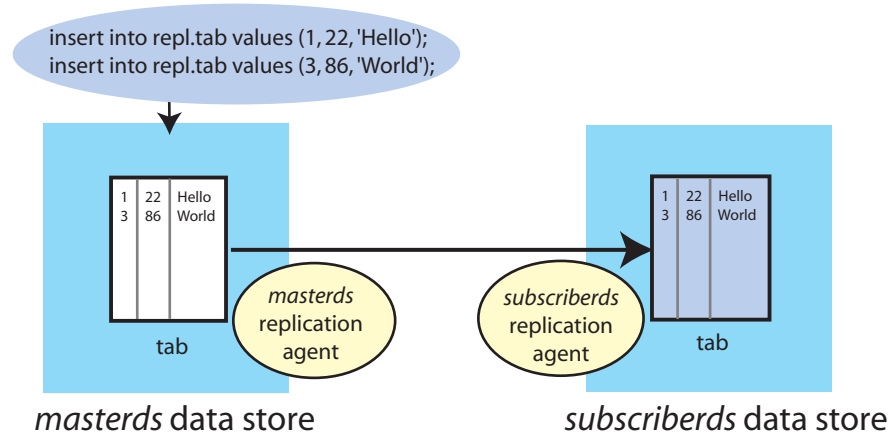 insert into repl.tab values (1, 22, 'Hello');
insert into repl.tab values (3, 86, 'World');
1 22 Hello
3 86 World
tab
masterds
replication
agent
masterds data store
subscriberds
replication
agent
1 22 Hello
3 86 World
tab
subscriberds data store